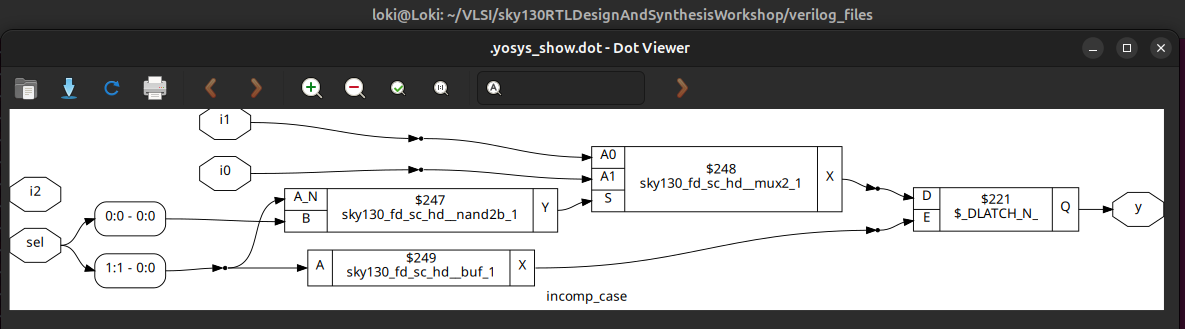 loki@Loki: ~/VLSI/sky130RTLDesignAndSynthesisWorkshop/verilog_files
.yosys_show.dot - Dot Viewer
i1
i0
i2
sel
0:0 - 0:0
1:1 - 0:0
A_N
B
$247
sky130_fd_sc_hd__nand2b_1
Y
A
$249
sky130_fd_sc_hd__buf_1
X
A0
A1
S
$248
sky130_fd_sc_hd__mux2_1
X
D
E
$221
$_DLATCH_N_
Q
y
incomp_case